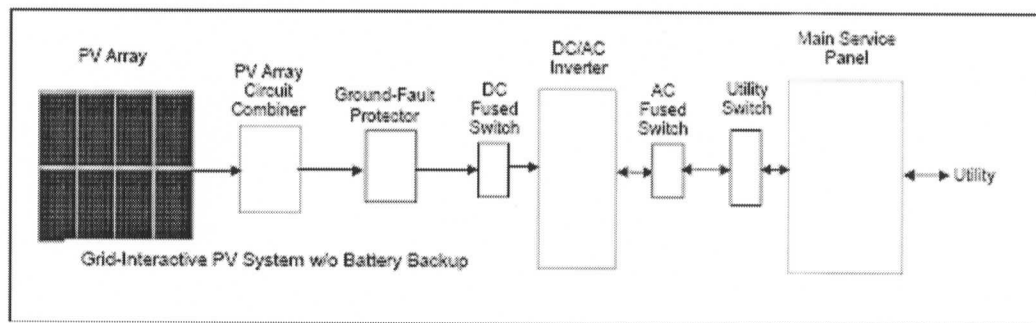 PV Array
PV Array
Circuit
Combiner
Ground-Fault
Protector
DC
Fused
Switch
DC/AC
Inverter
AC
Fused
Switch
Utility
Switch
Main Service
Panel
Utility
Grid-Interactive PV System w/o Battery Backup